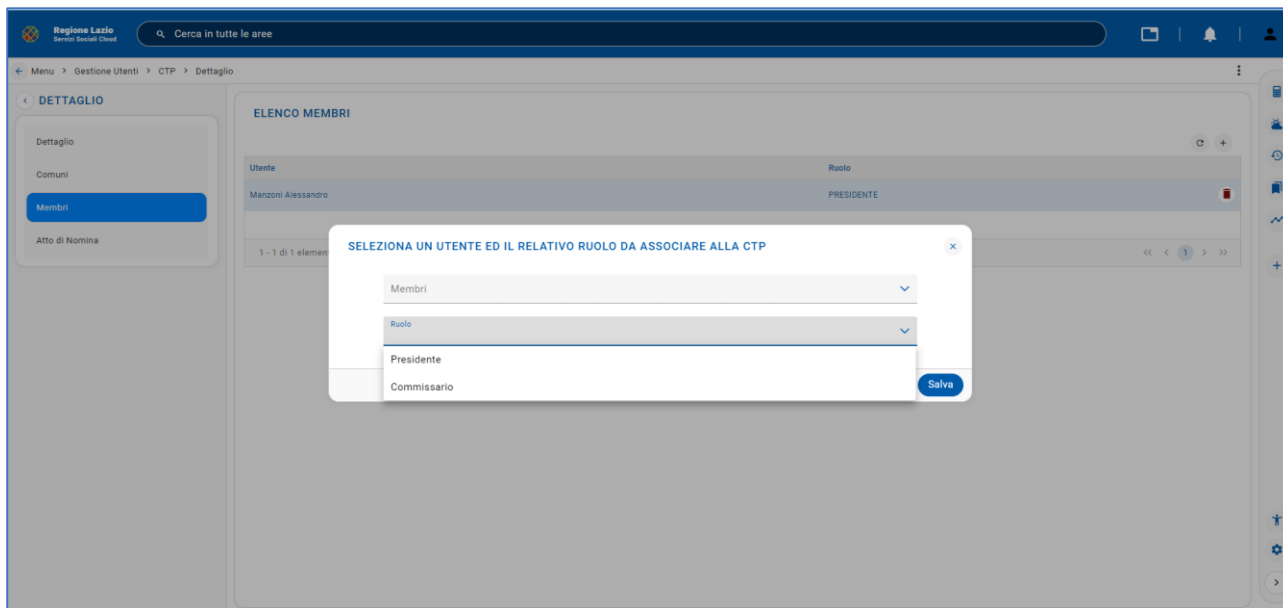 Regione Lazio
Servizi Sociali Cloud
Cerca in tutte le aree
Menu > Gestione Utenti > CTP > Dettaglio
DETTAGLIO
Dettaglio
Comuni
Membri
Atto di Nomina
ELENCO MEMBRI
Utente Ruolo
Manzoni Alessandro PRESIDENTE
1 - 1 di 1 elemen
<< < 1 > >>
SELEZIONA UN UTENTE ED IL RELATIVO RUOLO DA ASSOCIARE ALLA CTP
Membri
Ruolo
Presidente
Commissario
Salva